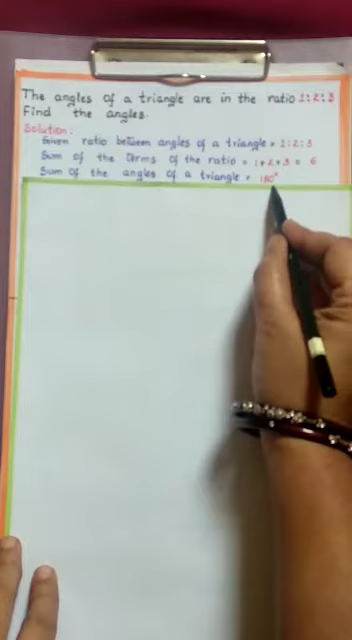 The angles of a triangle are in the ratio 1:2:3
Find the angles.
Solution:
Given ratio between angles of a triangle = 1:2:3
Sum of the terms of the ratio = 1+2+3 = 6
Sum of the angles of a triangle = 180°